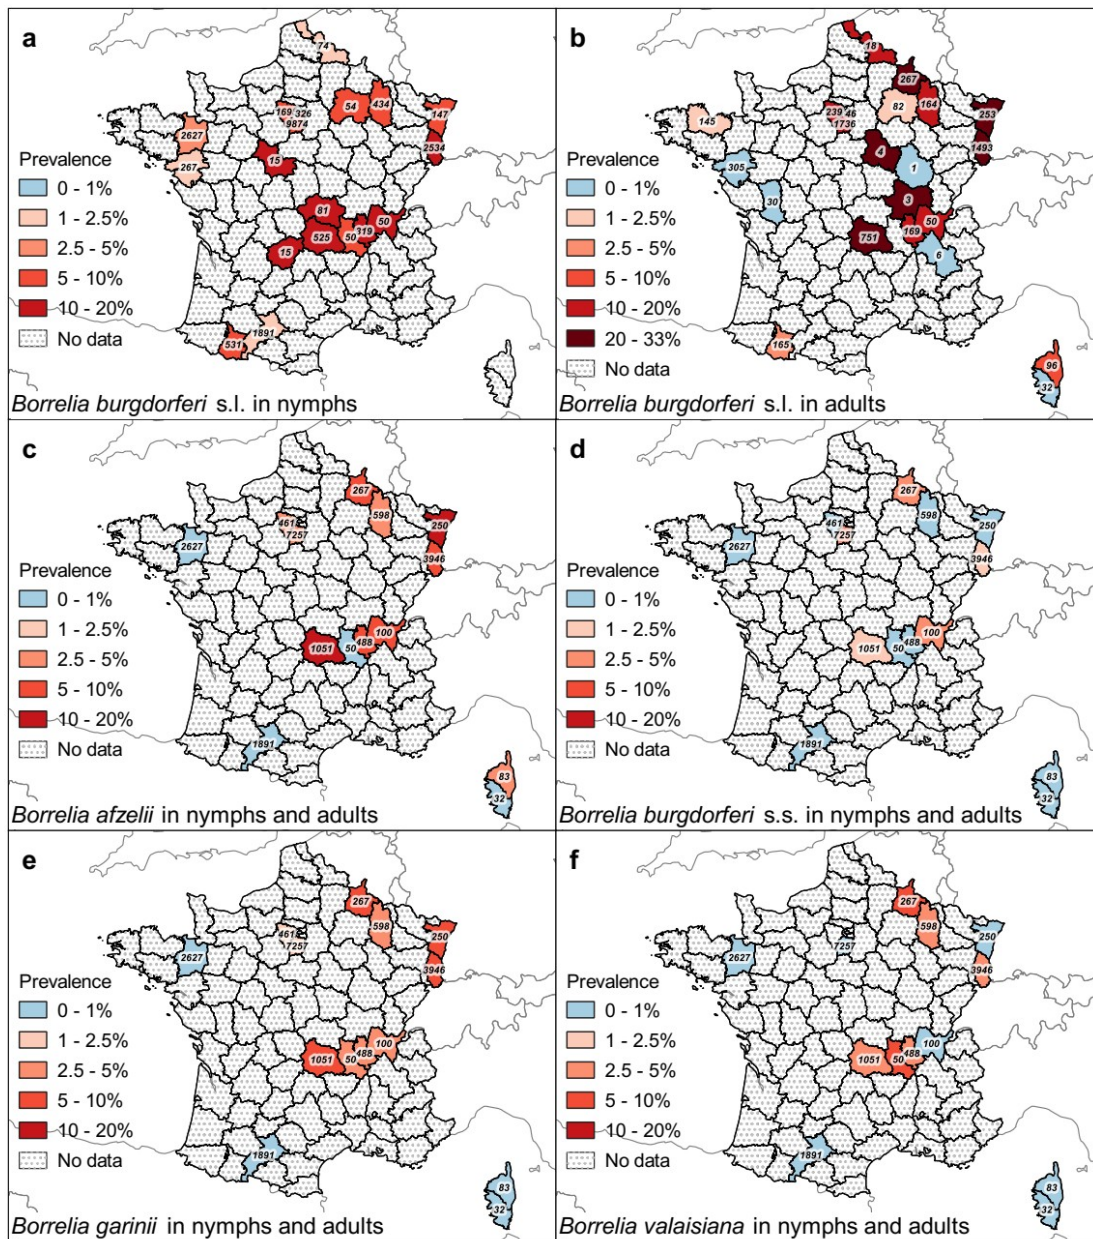 a
74
169 326
9874
54
434
147
2534
2627
267
15
81
525
50
319
50
15
531
1891
Prevalence
0 - 1%
1 - 2.5%
2.5 - 5%
5 - 10%
10 - 20%
No data
Borrelia burgdorferi s.l. in nymphs
b
18
267
82
164
239 46
1736
253
1493
145
305
30
4
1
3
751
169
50
6
165
96
32
Prevalence
0 - 1%
1 - 2.5%
2.5 - 5%
5 - 10%
10 - 20%
20 - 33%
No data
Borrelia burgdorferi s.l. in adults
c
267
598
461
7257
250
3946
2627
1051
50
488
100
1891
83
32
Prevalence
0 - 1%
1 - 2.5%
2.5 - 5%
5 - 10%
10 - 20%
No data
Borrelia afzelii in nymphs and adults
d
267
598
461
7257
250
3946
2627
1051
50
488
100
1891
83
32
Prevalence
0 - 1%
1 - 2.5%
2.5 - 5%
5 - 10%
10 - 20%
No data
Borrelia burgdorferi s.s. in nymphs and adults
e
267
598
461
7257
250
3946
2627
1051
50
488
100
1891
83
32
Prevalence
0 - 1%
1 - 2.5%
2.5 - 5%
5 - 10%
10 - 20%
No data
Borrelia garinii in nymphs and adults
f
267
598
7257
250
3946
2627
1051
50
488
100
1891
83
32
Prevalence
0 - 1%
1 - 2.5%
2.5 - 5%
5 - 10%
10 - 20%
No data
Borrelia valaisiana in nymphs and adults